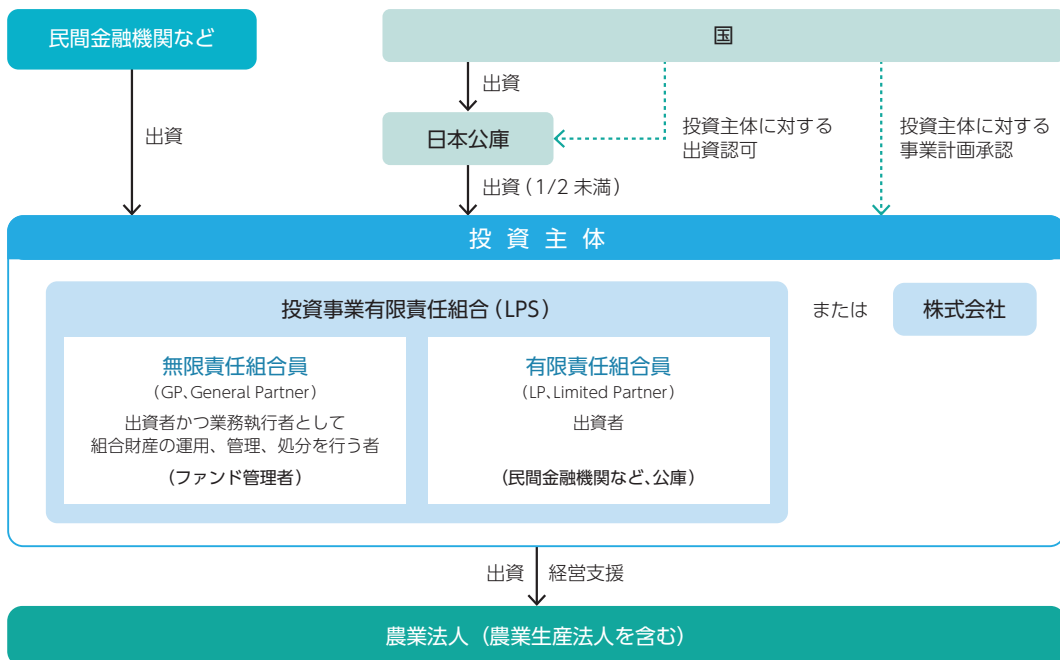 民間金融機関など
国
出資
出資
日本公庫
投資主体に対する
出資認可
投資主体に対する
事業計画承認
出資（1/2 未満）
投資主体
投資事業有限責任組合（LPS）
または
株式会社
無限責任組合員
（GP、General Partner）
出資者かつ業務執行者として
組合財産の運用、管理、処分を行う者
（ファンド管理者）
有限責任組合員
（LP、Limited Partner）
出資者
（民間金融機関など、公庫）
出資
経営支援
農業法人（農業生産法人を含む）